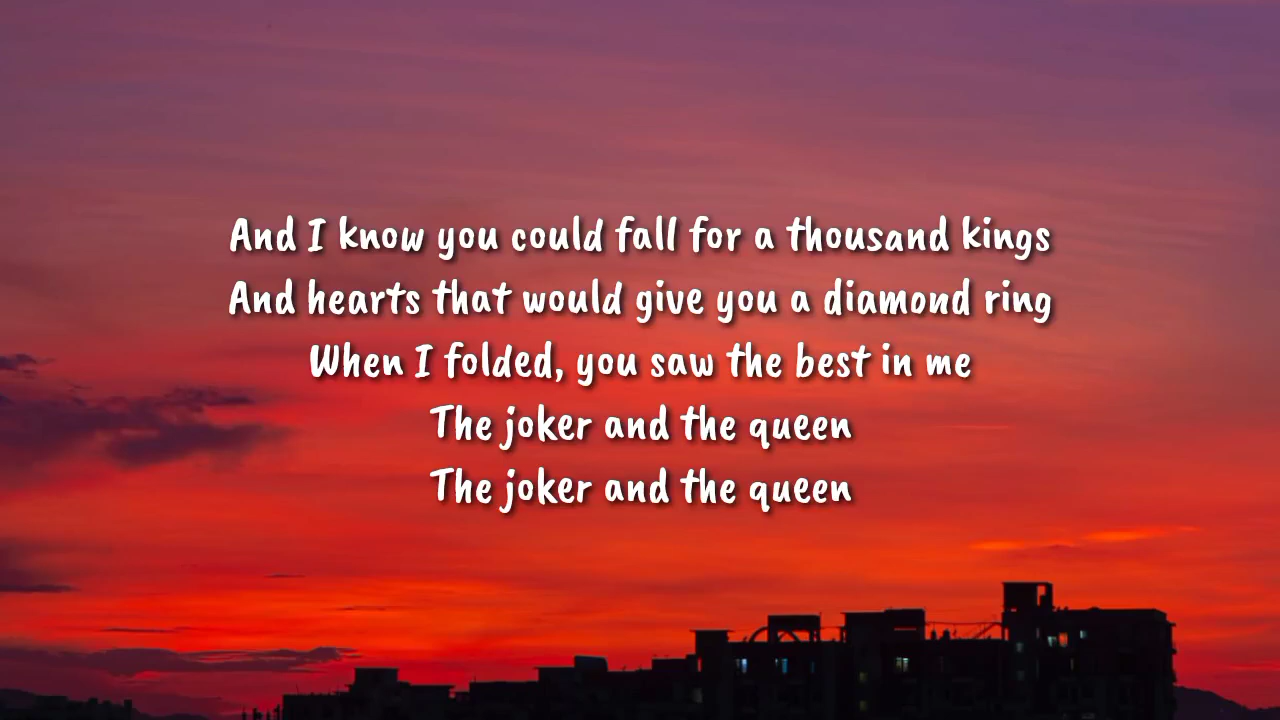 And I know you could fall for a thousand kings
And hearts that would give you a diamond ring
When I folded, you saw the best in me
The joker and the queen
The joker and the queen